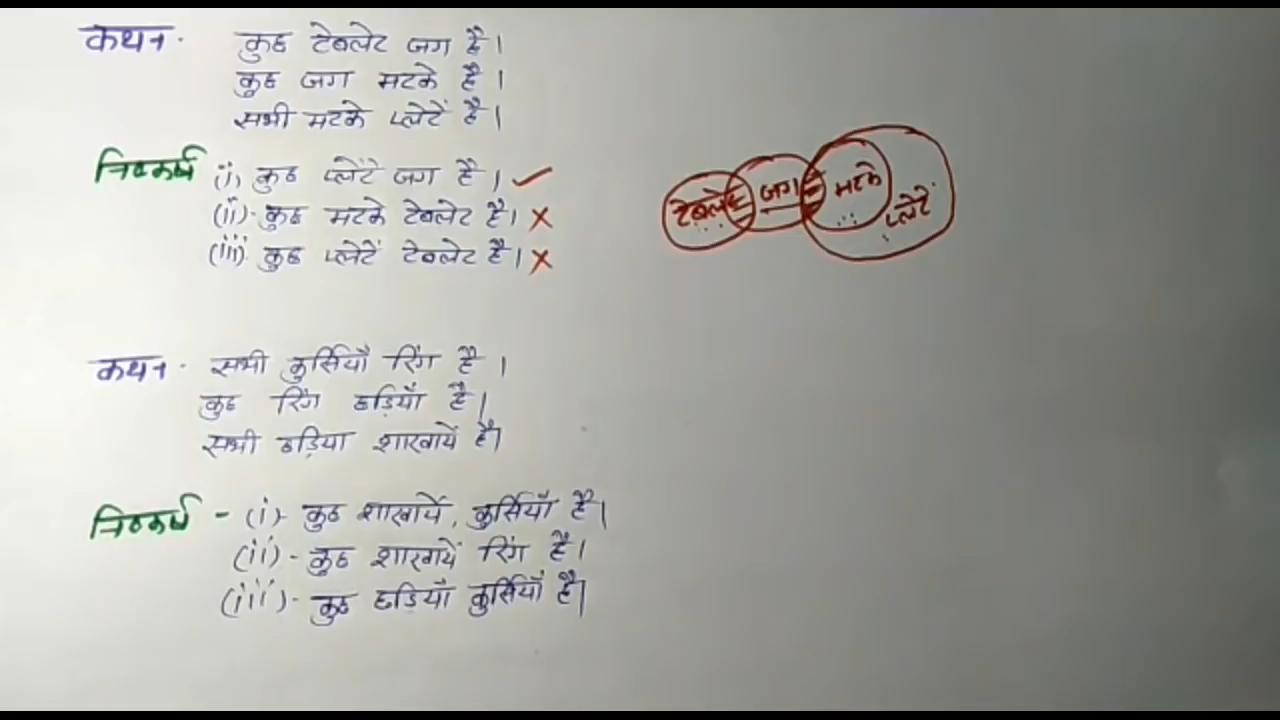 कथन. कुछ टेबलेट जग है।
कुछ जग मटके है।
सभी मटके प्लेटें है।
निष्कर्ष (i) कुछ प्लेटें जग है। ✓
(ii)- कुछ मटके टेबलेट है। ×
(iii). कुछ प्लेटें टेबलेट है। ×
टेबलेट जग मटके प्लेटें
कथन. सभी कुर्सियाँ रिंग है ।
कुछ रिंग छड़ियाँ है।
सभी छड़िया शाखायें है।
निष्कर्ष - (i)- कुछ शाखायें, कुर्सियाँ है।
(ii)- कुछ शाखायें रिंग है।
(iii)- कुछ छड़ियाँ कुर्सियाँ है।